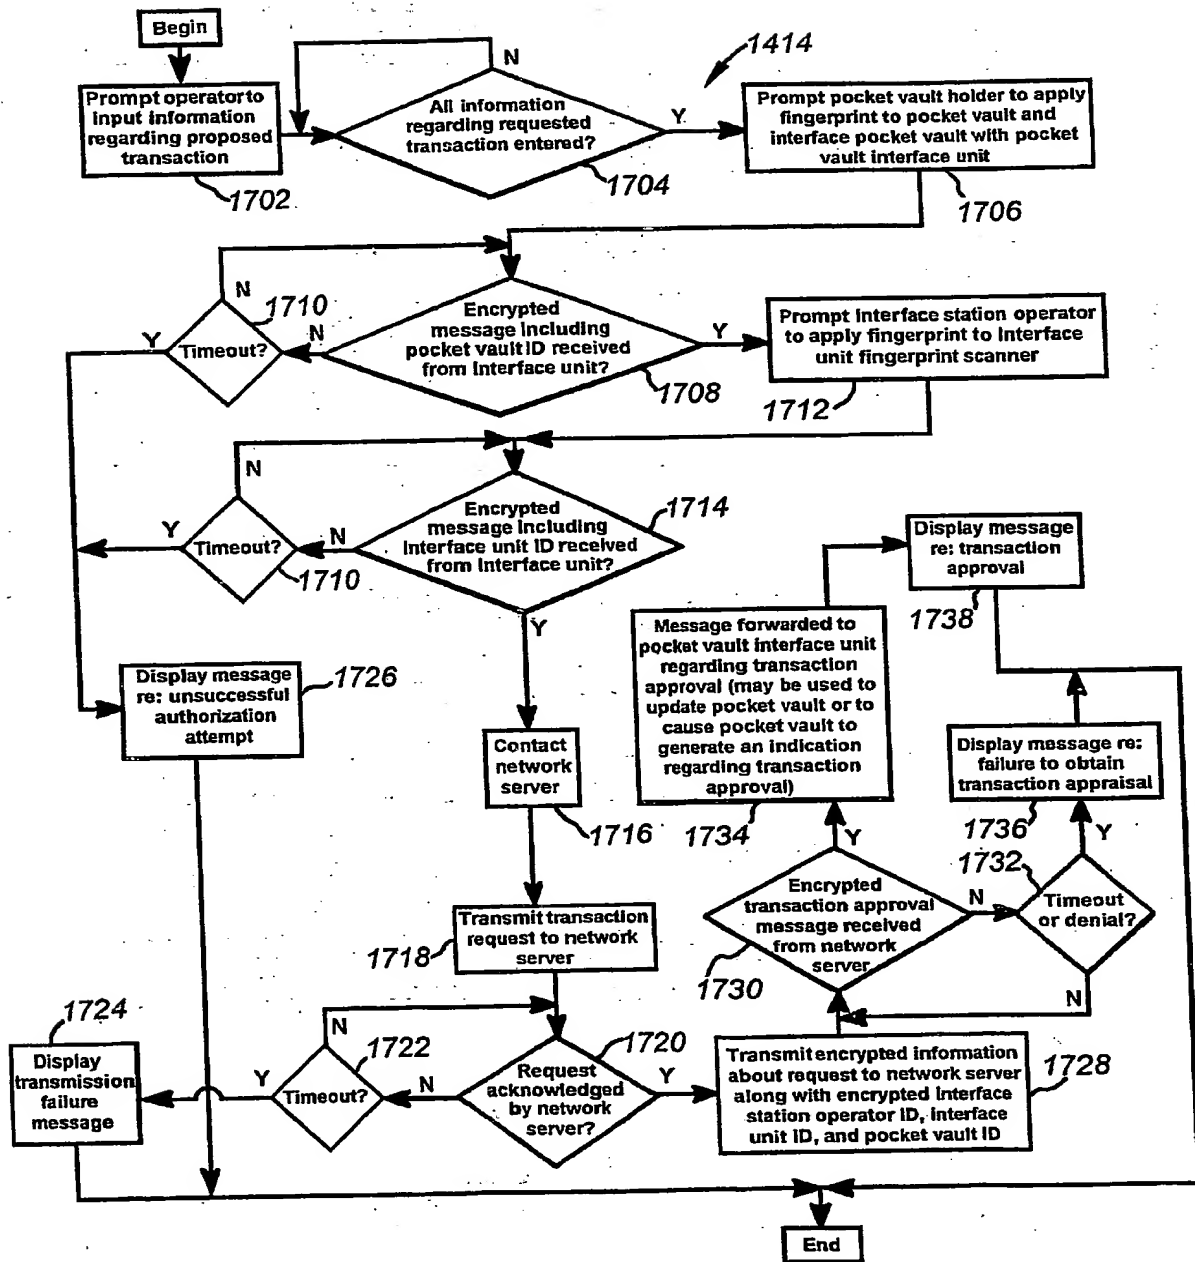 Begin
1414
Prompt operator to
input information
regarding proposed
transaction
1702
N
All information
regarding requested
transaction entered?
Y
1704
Prompt pocket vault holder to apply
fingerprint to pocket vault and
interface pocket vault with pocket
vault interface unit
1706
N
1710
Y
Timeout?
N
Encrypted
message including
pocket vault ID received
from Interface unit?
Y
1708
Prompt Interface station operator
to apply fingerprint to Interface
unit fingerprint scanner
1712
N
Y
Timeout?
1710
N
Encrypted
message including
Interface unit ID received
from Interface unit?
1714
Y
Display message
re: transaction
approval
1738
Display message
re: unsuccessful
authorization
attempt
1726
Message forwarded to
pocket vault interface unit
regarding transaction
approval (may be used to
update pocket vault or to
cause pocket vault to
generate an indication
regarding transaction
approval)
1734
Contact
network
server
1716
Display message re:
failure to obtain
transaction appraisal
1736
Y
Y
1732
Encrypted
transaction approval
message received
from network
server
N
1730
Timeout
or denial?
N
Transmit transaction
request to network
server
1718
1724
Display
transmission
failure
message
N
1722
Y
Timeout?
N
1720
Request
acknowledged
by network
server?
Y
Transmit encrypted information
about request to network server
along with encrypted Interface
station operator ID, interface
unit ID, and pocket vault ID
1728
End